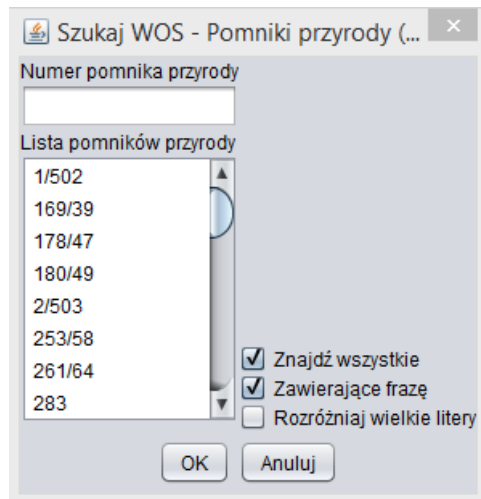 Szukaj WOS - Pomniki przyrody (...
Numer pomnika przyrody
Lista pomników przyrody
1/502
169/39
178/47
180/49
2/503
253/58
261/64
283
Znajdź wszystkie
Zawierające frazę
Rozróżniaj wielkie litery
OK Anuluj